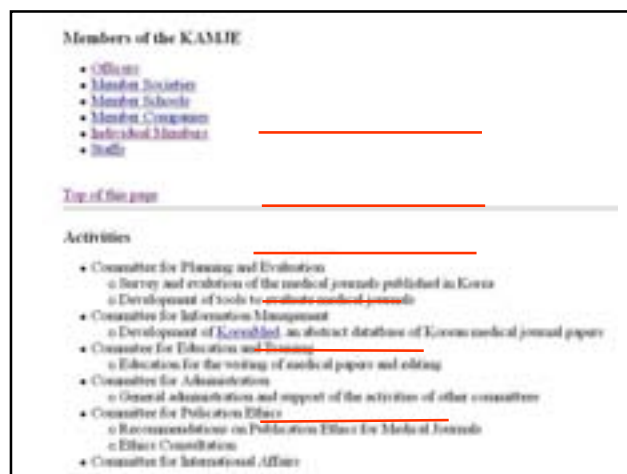 Members of the KAMJE
• Officers
• Member Societies
• Member Schools
• Member Companies
• Individual Members
• Staffs
Top of this page
Activities
• Committee for Planning and Evaluation
o Survey and evolution of the medical journals published in Korea
o Development of tools to evaluate medical journals
• Committee for Information Management
o Development of KoreaMed, an abstract database of Korean medical journal papers
• Committee for Education and Training
o Education for the writing of medical papers and editing
• Committee for Administration
o General administration and support of the activities of other committees
• Committee for Publication Ethics
o Recommendations on Publication Ethics for Medical Journals
o Ethics Consultation
• Committee for International Affairs